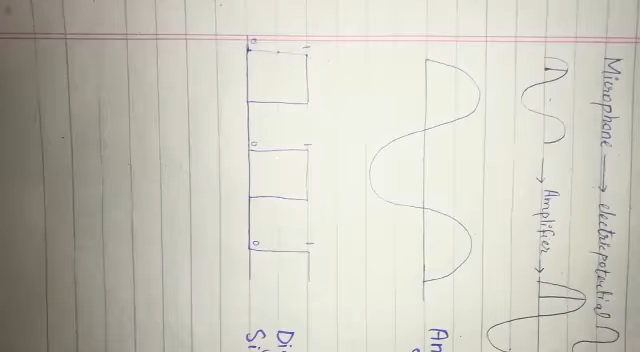 Microphone → electric potential
→ Amplifier →
An
1 1 1
0 0 0
Di
Si